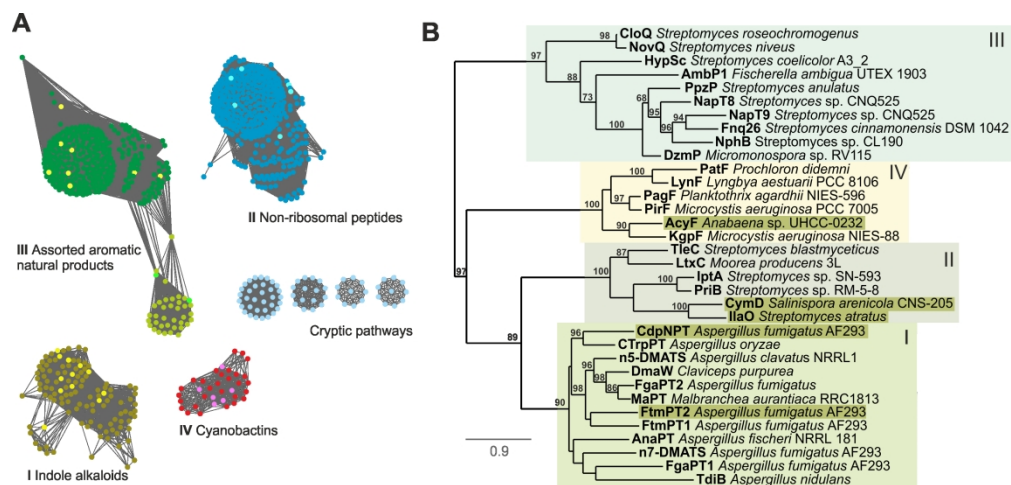 A
II Non-ribosomal peptides
III Assorted aromatic
natural products
Cryptic pathways
IV Cyanobactins
I Indole alkaloids
B
III
CloQ Streptomyces roseochromogenus
NovQ Streptomyces niveus
HypSc Streptomyces coelicolor A3_2
AmbP1 Fischerella ambigua UTEX 1903
PpzP Streptomyces anulatus
NapT8 Streptomyces sp. CNQ525
NapT9 Streptomyces sp. CNQ525
Fnq26 Streptomyces cinnamonensis DSM 1042
NphB Streptomyces sp. CL190
DzmP Micromonospora sp. RV115
98
97
88
73
68
95
94
96
100
IV
PatF Prochloron didemni
LynF Lyngbya aestuarii PCC 8106
PagF Planktothrix agardhii NIES-596
PirF Microcystis aeruginosa PCC 7005
AcyF Anabaena sp. UHCC-0232
KgpF Microcystis aeruginosa NIES-88
100
97
100
90
97
II
TleC Streptomyces blastmyceticus
LtxC Moorea producens 3L
IptA Streptomyces sp. SN-593
PriB Streptomyces sp. RM-5-8
CymD Salinispora arenicola CNS-205
IlaO Streptomyces atratus
87
100
100
100
89
I
CdpNPT Aspergillus fumigatus AF293
CTrpPT Aspergillus oryzae
n5-DMATS Aspergillus clavatus NRRL1
DmaW Claviceps purpurea
FgaPT2 Aspergillus fumigatus
MaPT Malbranchea aurantiaca RRC1813
FtmPT2 Aspergillus fumigatus AF293
FtmPT1 Aspergillus fumigatus AF293
AnaPT Aspergillus fischeri NRRL 181
n7-DMATS Aspergillus fumigatus AF293
FgaPT1 Aspergillus fumigatus AF293
TdiB Aspergillus nidulans
96
96
98
86
98
90
0.9